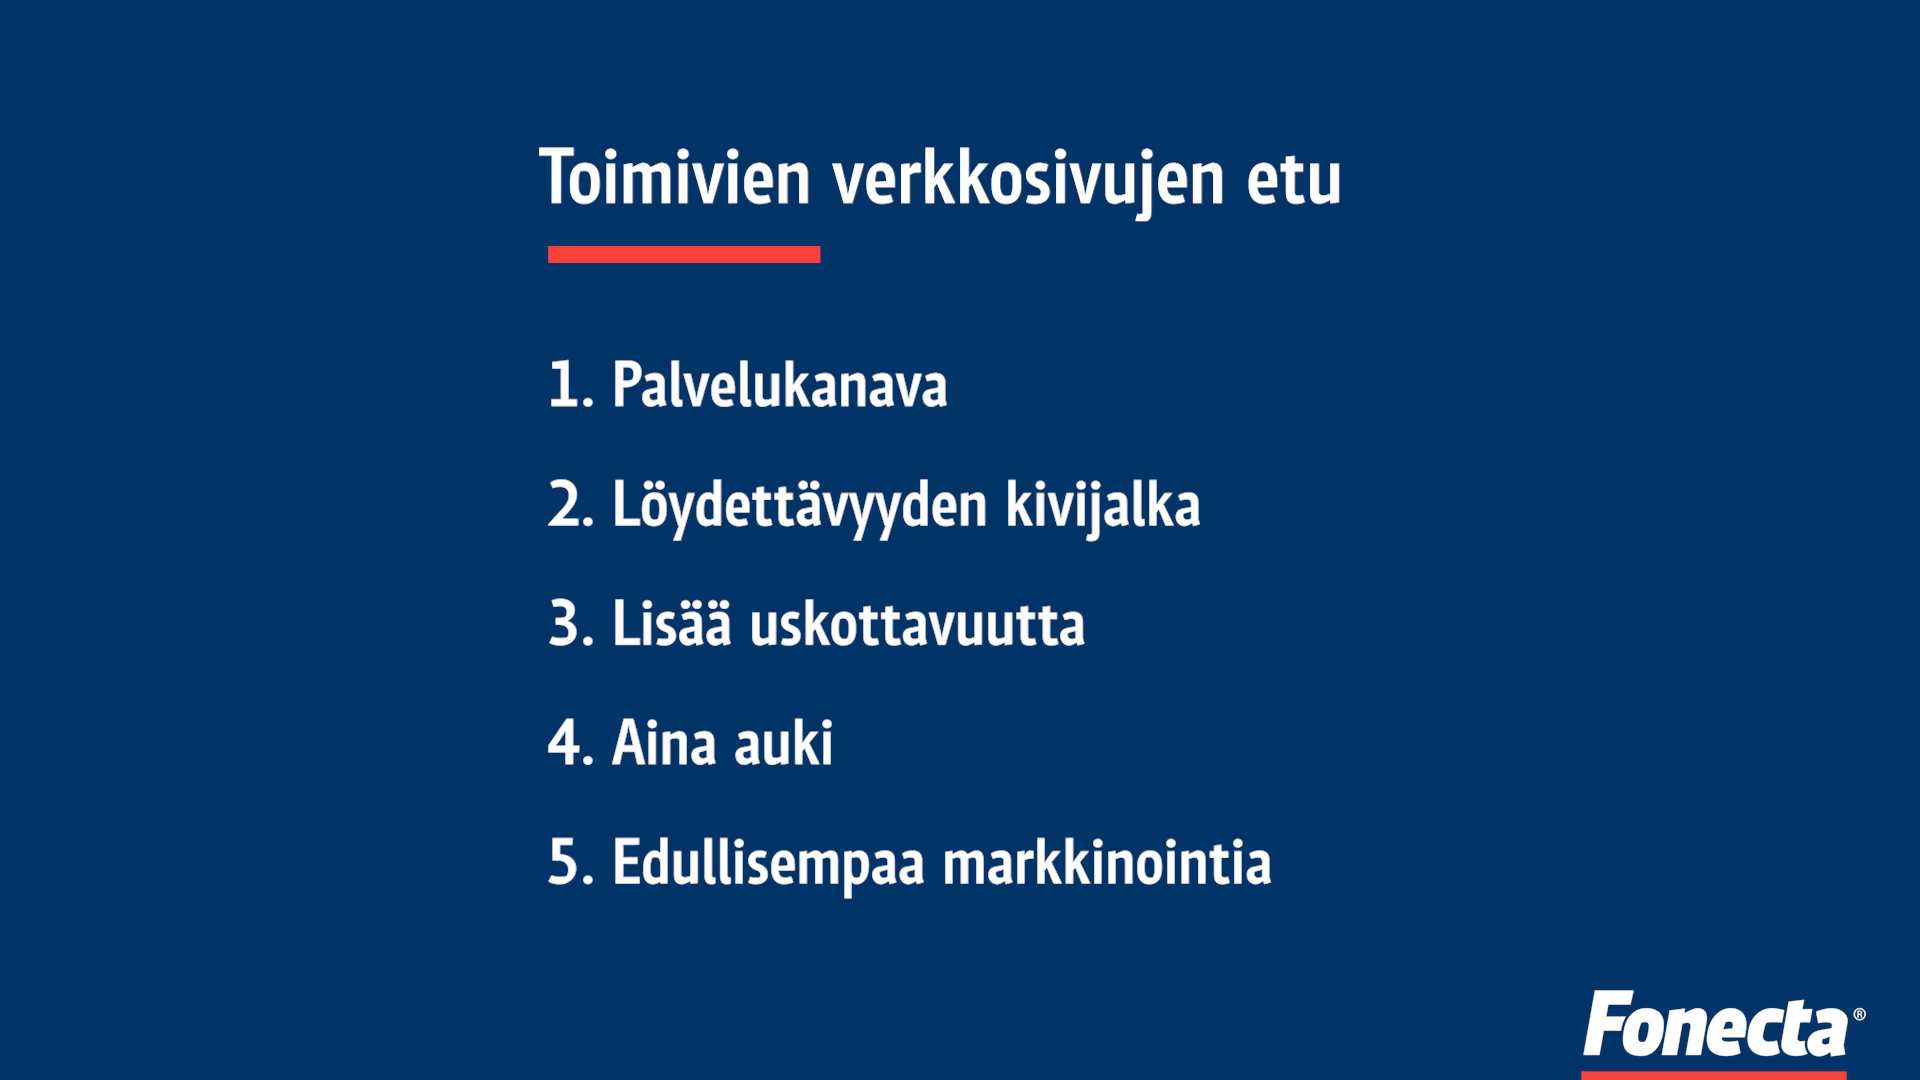 Toimivien verkkosivujen etu
1. Palvelukanava
2. Löydettävyyden kivijalka
3. Lisää uskottavuutta
4. Aina auki
5. Edullisempaa markkinointia
Fonecta®